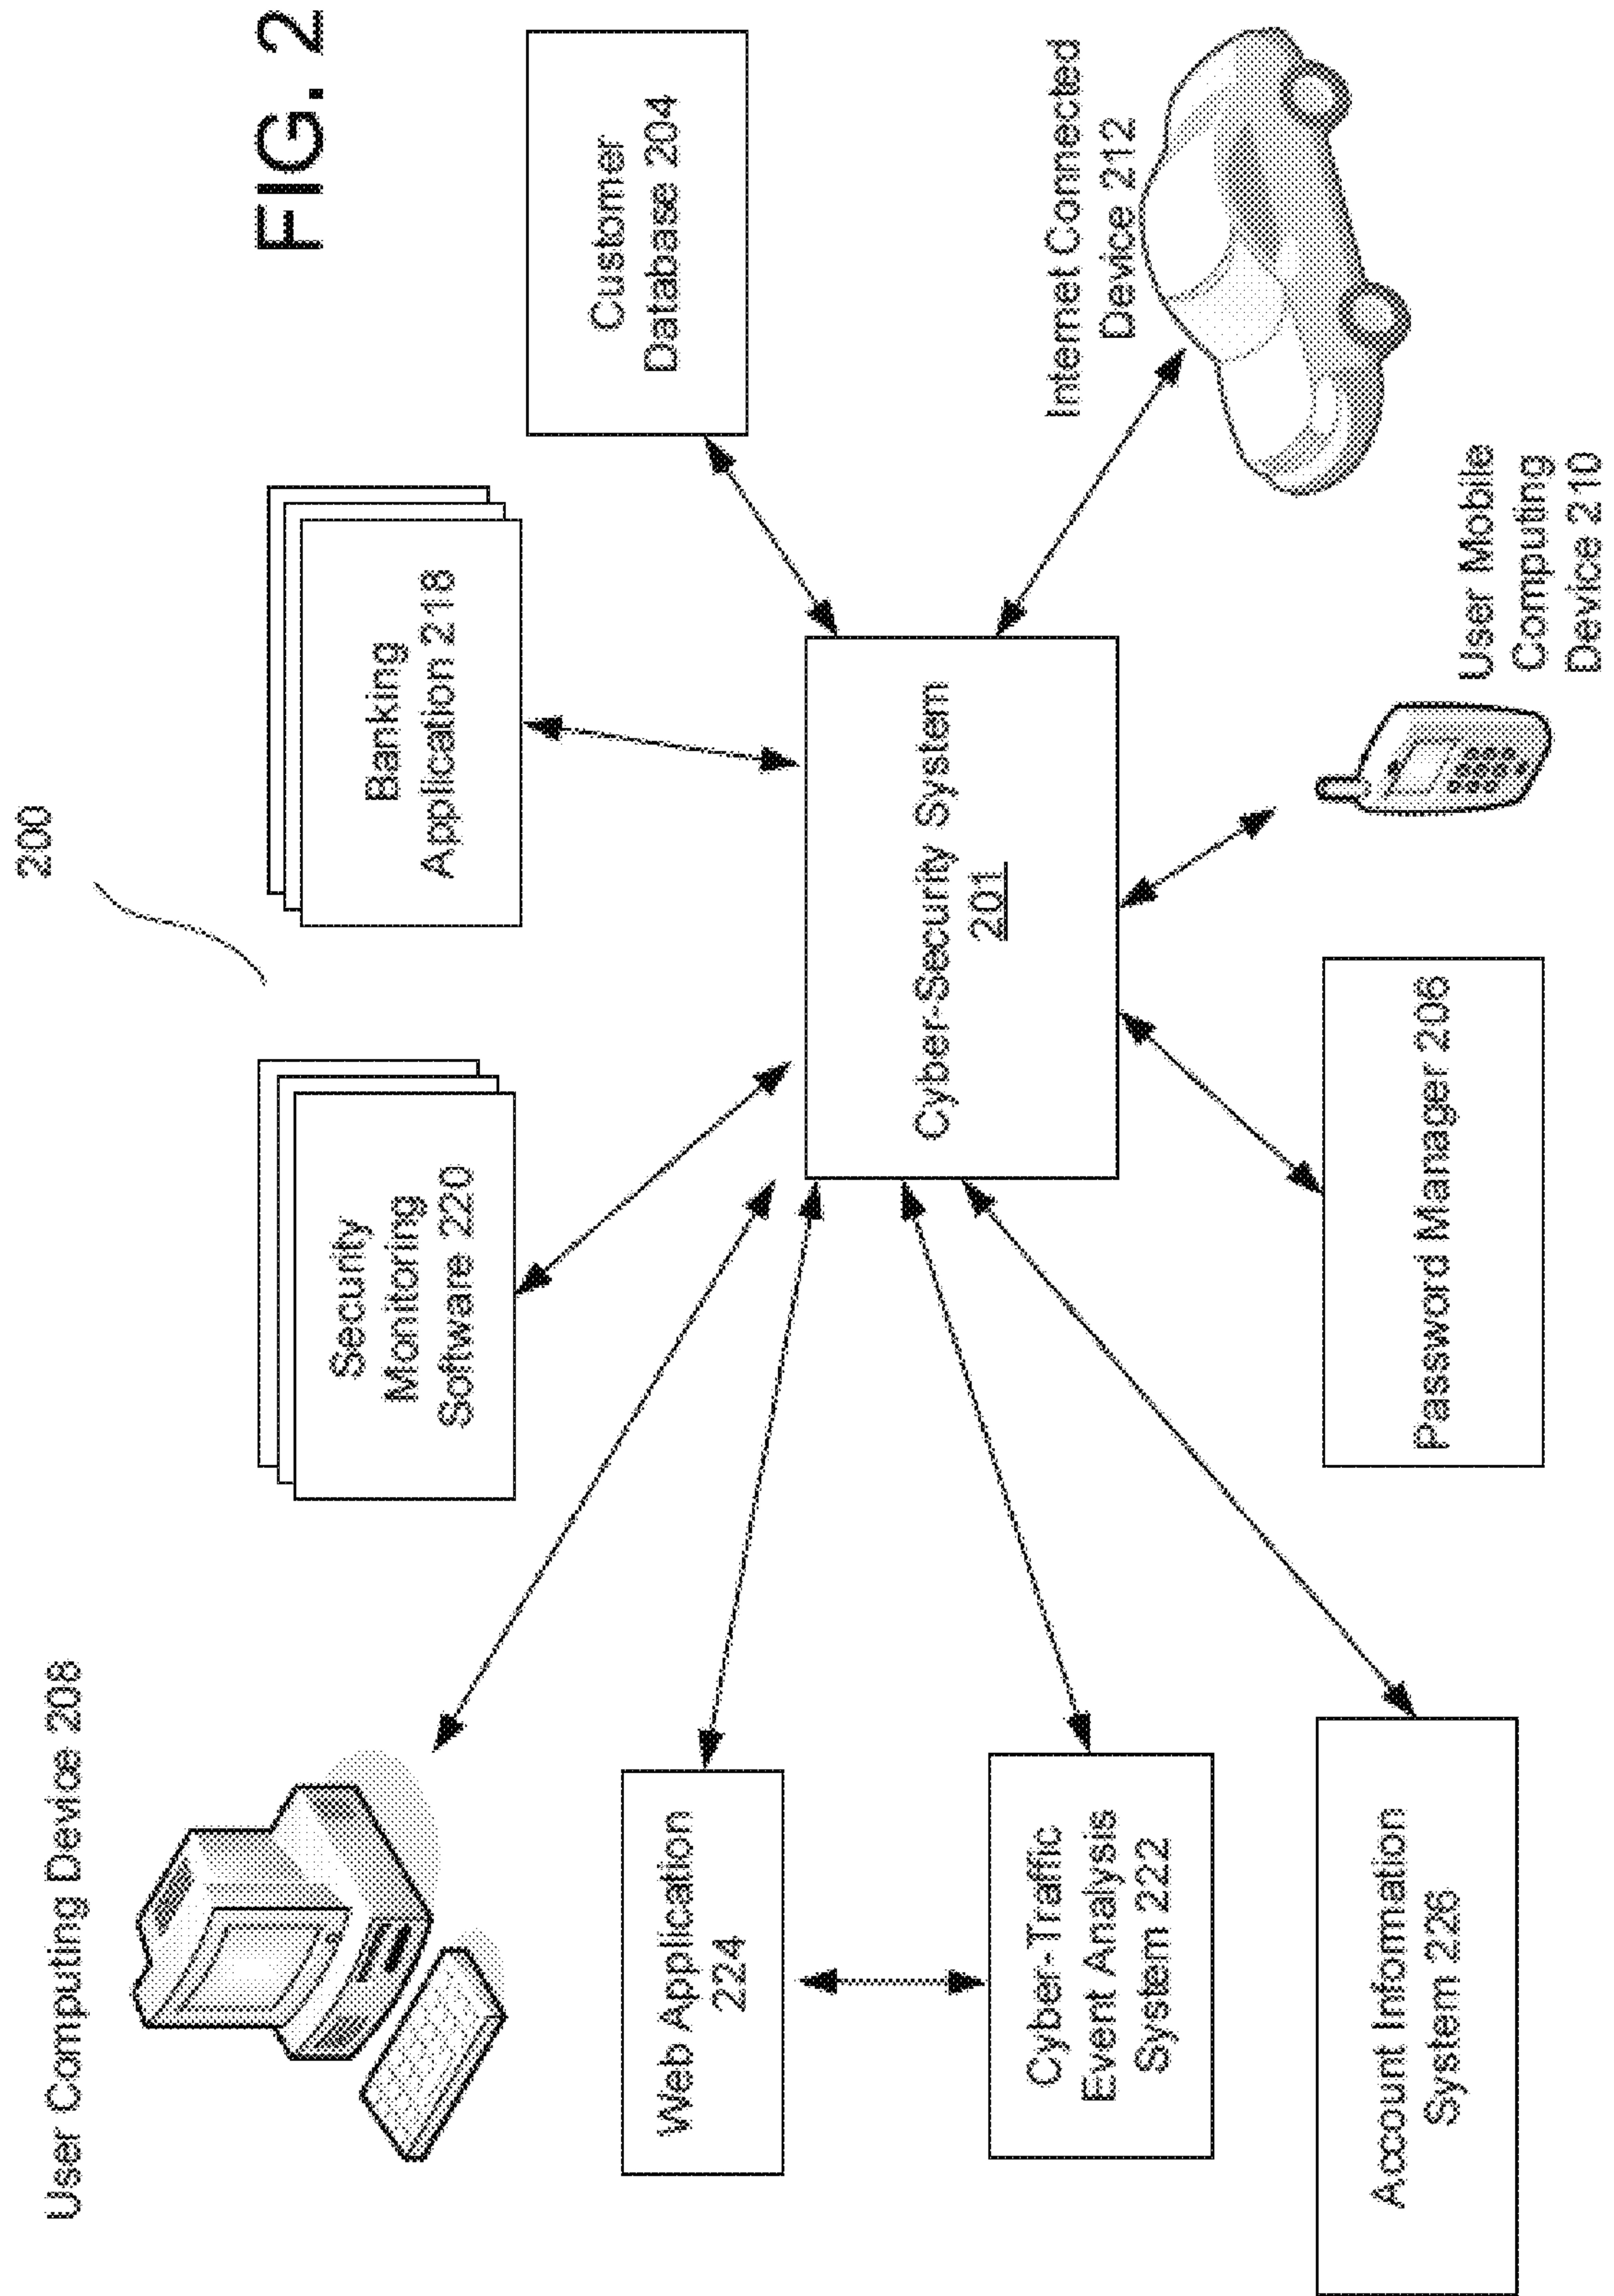 200
FIG. 2
User Computing Device 208
Security
Monitoring
Software 220
Banking
Application 218
Customer
Database 204
Web Application
224
Cyber-Security System
201
Cyber-Traffic
Event Analysis
System 222
Internet Connected
Device 212
Account Information
System 226
Password Manager 206
User Mobile
Computing
Device 210